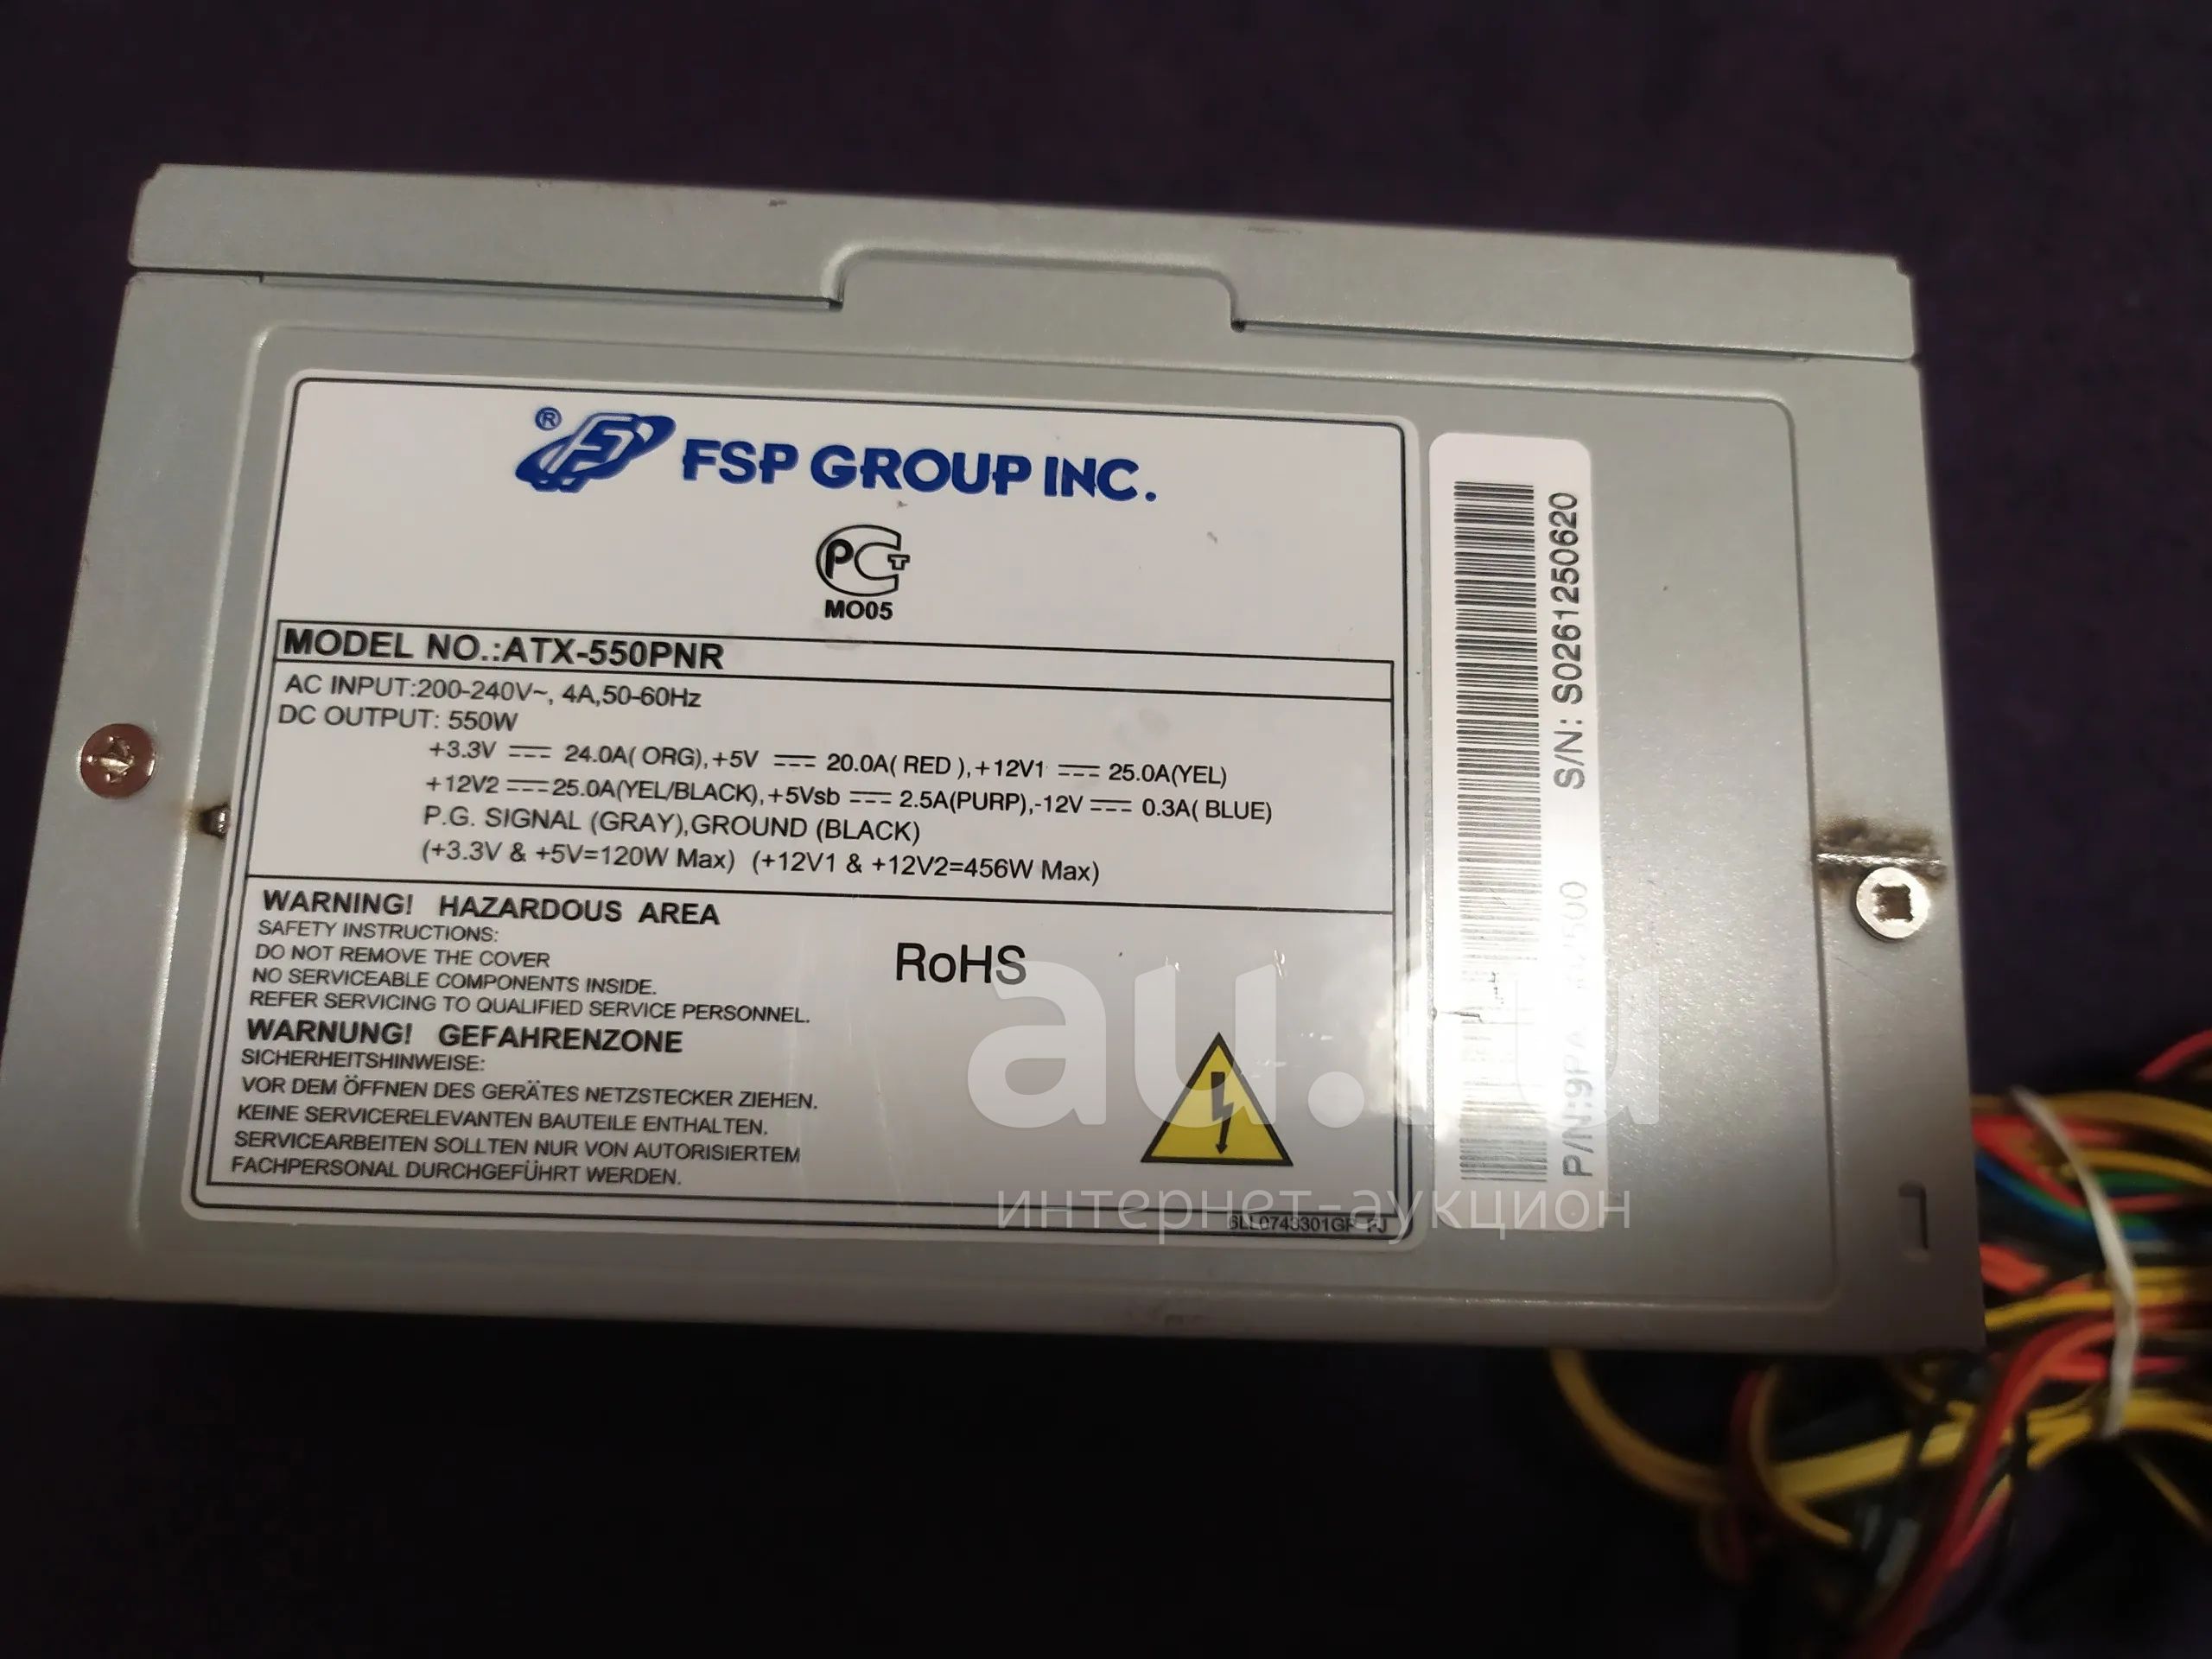 ® FSP GROUP INC.
PCT
MO05
MODEL NO.:ATX-550PNR
AC INPUT:200-240V~, 4A,50-60Hz
DC OUTPUT: 550W
+3.3V ⎓ 24.0A( ORG),+5V ⎓ 20.0A( RED ),+12V1 ⎓ 25.0A(YEL)
+12V2 ⎓ 25.0A(YEL/BLACK),+5Vsb ⎓ 2.5A(PURP),-12V ⎓ 0.3A( BLUE)
P.G. SIGNAL (GRAY),GROUND (BLACK)
(+3.3V & +5V=120W Max) (+12V1 & +12V2=456W Max)
WARNING! HAZARDOUS AREA
SAFETY INSTRUCTIONS:
DO NOT REMOVE THE COVER
NO SERVICEABLE COMPONENTS INSIDE.
REFER SERVICING TO QUALIFIED SERVICE PERSONNEL.
WARNUNG! GEFAHRENZONE
SICHERHEITSHINWEISE:
VOR DEM ÖFFNEN DES GERÄTES NETZSTECKER ZIEHEN.
KEINE SERVICERELEVANTEN BAUTEILE ENTHALTEN.
SERVICEARBEITEN SOLLTEN NUR VON AUTORISIERTEM
FACHPERSONAL DURCHGEFÜHRT WERDEN.
RoHS
S/N: S0261250620
au.ru
интернет-аукцион